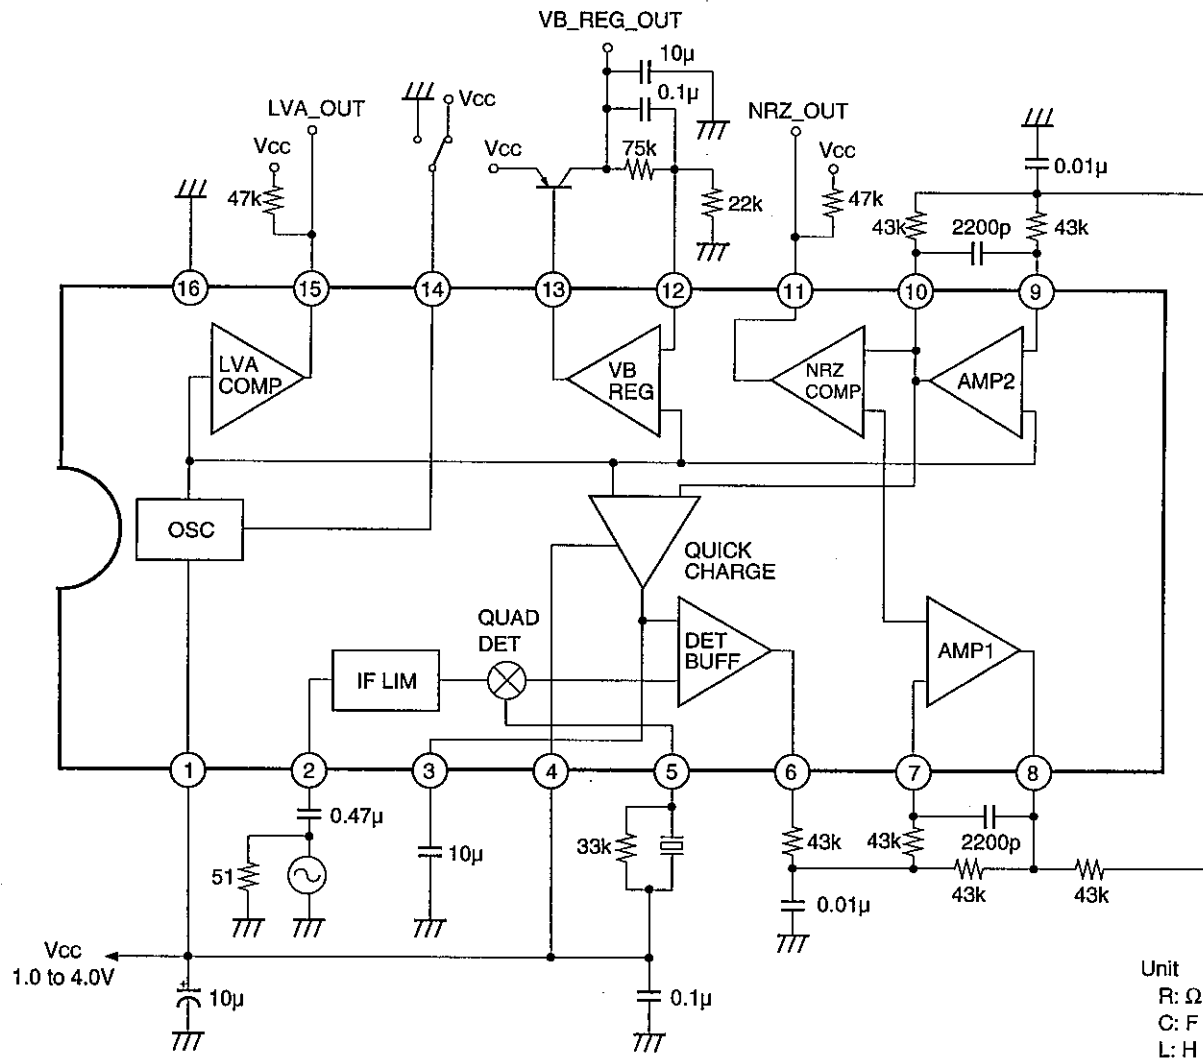 VB_REG_OUT
10µ
LVA_OUT
Vcc
0.1µ
NRZ_OUT
Vcc
Vcc
75k
Vcc
0.01µ
47k
22k
47k
43k
2200p
43k
16
15
14
13
12
11
10
9
LVA
COMP
VB
REG
NRZ
COMP
AMP2
OSC
QUICK
CHARGE
QUAD
DET
DET
BUFF
AMP1
IF LIM
1
2
3
4
5
6
7
8
0.47µ
51
10µ
33k
43k
43k
2200p
43k
43k
0.01µ
Vcc
1.0 to 4.0V
+
10µ
0.1µ
Unit
R: Ω
C: F
L: H